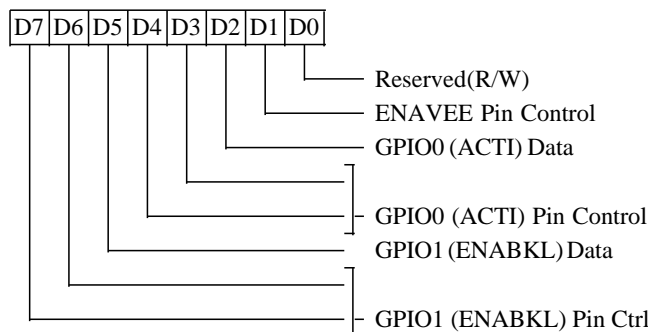 D7 D6 D5 D4 D3 D2 D1 D0
Reserved(R/W)
ENAVEE Pin Control
GPIO0 (ACTI) Data
GPIO0 (ACTI) Pin Control
GPIO1 (ENABKL) Data
GPIO1 (ENABKL) Pin Ctrl